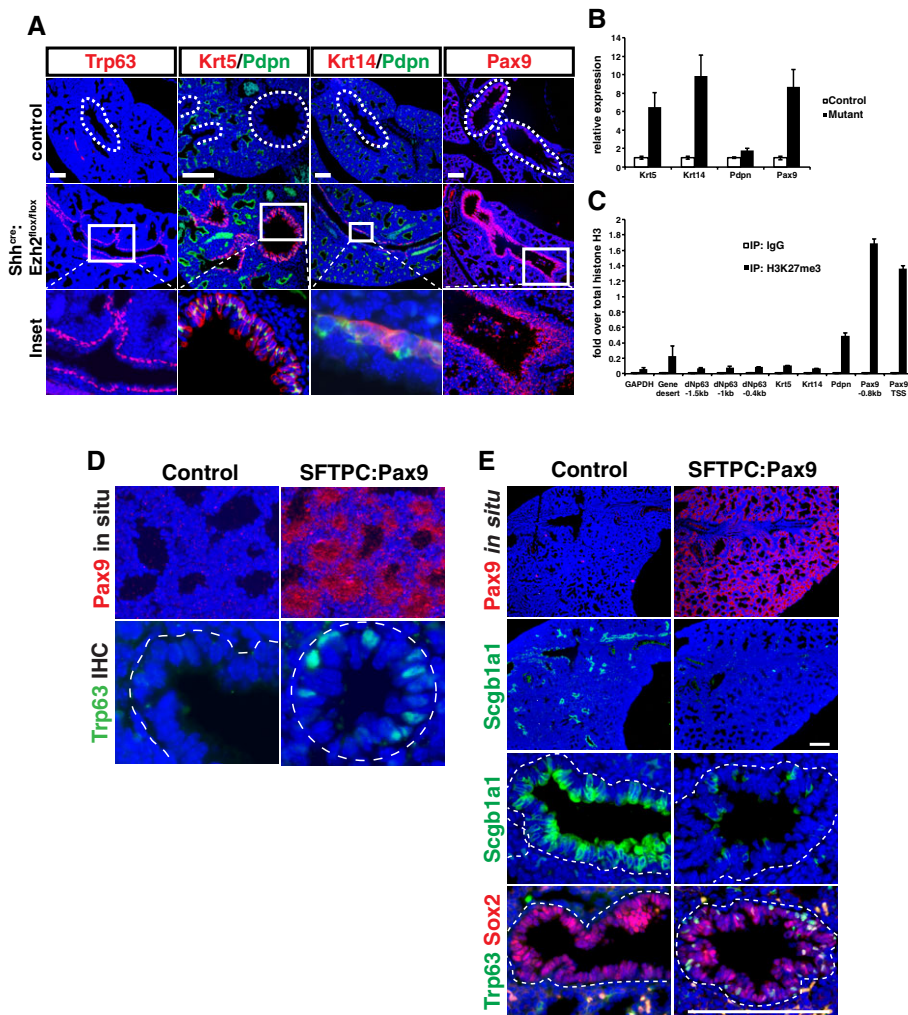 A
Trp63
Krt5/Pdpn
Krt14/Pdpn
Pax9
control
Shhcre:
Ezh2flox/flox
Inset
B
relative expression
14
12
10
8
6
4
2
0
Krt5
Krt14
Pdpn
Pax9
Control
Mutant
C
fold over total histone H3
1.8
1.6
1.4
1.2
1
0.8
0.6
0.4
0.2
0
IP: IgG
IP: H3K27me3
GAPDH
Gene desert
dNp63 -1.5kb
dNp63 -1kb
dNp63 -0.4kb
Krt5
Krt14
Pdpn
Pax9 -0.8kb
Pax9 TSS
D
Control
SFTPC:Pax9
Pax9 in situ
Trp63 IHC
E
Control
SFTPC:Pax9
Pax9 in situ
Scgb1a1
Scgb1a1
Trp63 Sox2